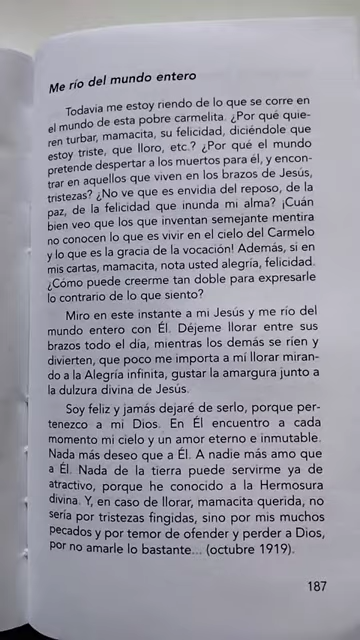 Me río del mundo entero
Todavía me estoy riendo de lo que se corre en
el mundo de esta pobre carmelita. ¿Por qué quie-
ren turbar, mamacita, su felicidad, diciéndole que
estoy triste, que lloro, etc.? ¿Por qué el mundo
pretende despertar a los muertos para él, y encon-
trar en aquellos que viven en los brazos de Jesús,
tristezas? ¿No ve que es envidia del reposo, de la
paz, de la felicidad que inunda mi alma? ¡Cuán
bien veo que los que inventan semejante mentira
no conocen lo que es vivir en el cielo del Carmelo
y lo que es la gracia de la vocación! Además, si en
mis cartas, mamacita, nota usted alegría, felicidad.
¿Cómo puede creerme tan doble para expresarle
lo contrario de lo que siento?
Miro en este instante a mi Jesús y me río del
mundo entero con Él. Déjeme llorar entre sus
brazos todo el día, mientras los demás se ríen y
divierten, que poco me importa a mí llorar miran-
do a la Alegría infinita, gustar la amargura junto a
la dulzura divina de Jesús.
Soy feliz y jamás dejaré de serlo, porque per-
tenezco a mi Dios. En Él encuentro a cada
momento mi cielo y un amor eterno e inmutable.
Nada más deseo que a Él. A nadie más amo que
a Él. Nada de la tierra puede servirme ya de
atractivo, porque he conocido a la Hermosura
divina. Y, en caso de llorar, mamacita querida, no
sería por tristezas fingidas, sino por mis muchos
pecados y por temor de ofender y perder a Dios,
por no amarle lo bastante... (octubre 1919).
187